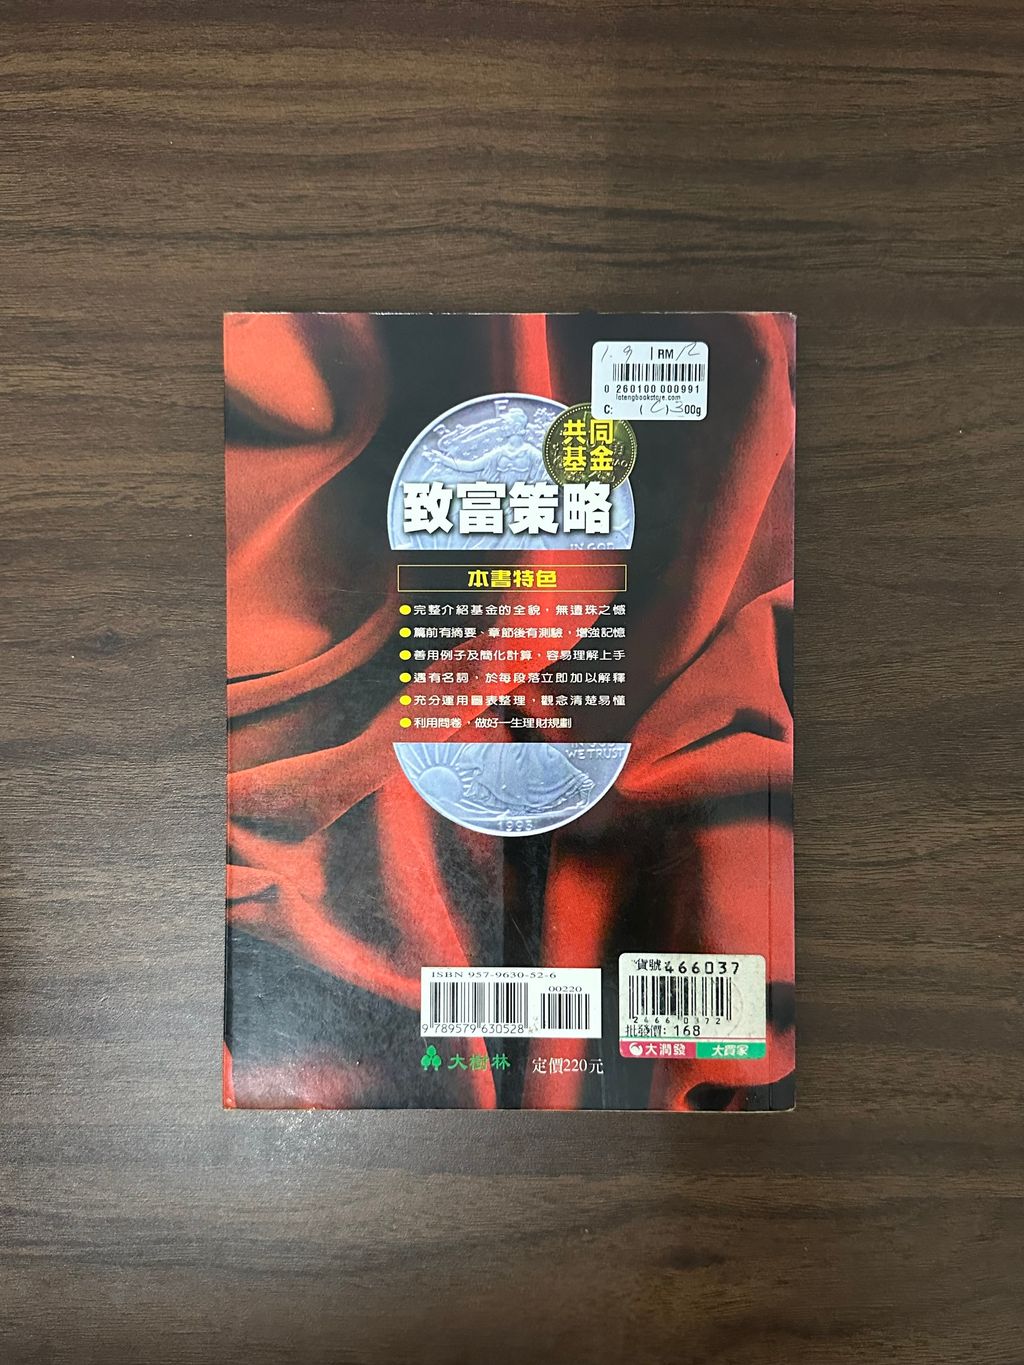 RM 12
0 260100 000991
lotengbookstore.com
C: ( C ) 300g
共同
基金
致富策略
IN GOD
本書特色
●完整介紹基金的全貌，無遺珠之憾
●篇前有摘要、章節後有測驗，增強記憶
●善用例子及簡化計算，容易理解上手
●遇有名詞，於每段落立即加以解釋
●充分運用圖表整理，觀念清楚易懂
●利用問卷，做好一生理財規劃
IN GOD
WE TRUST
1995
貨號:466037
ISBN 957-9630-52-6
00220
2466 0372
9 789579 630528
批發價: 168
大潤發 大買家
大樹林 定價220元